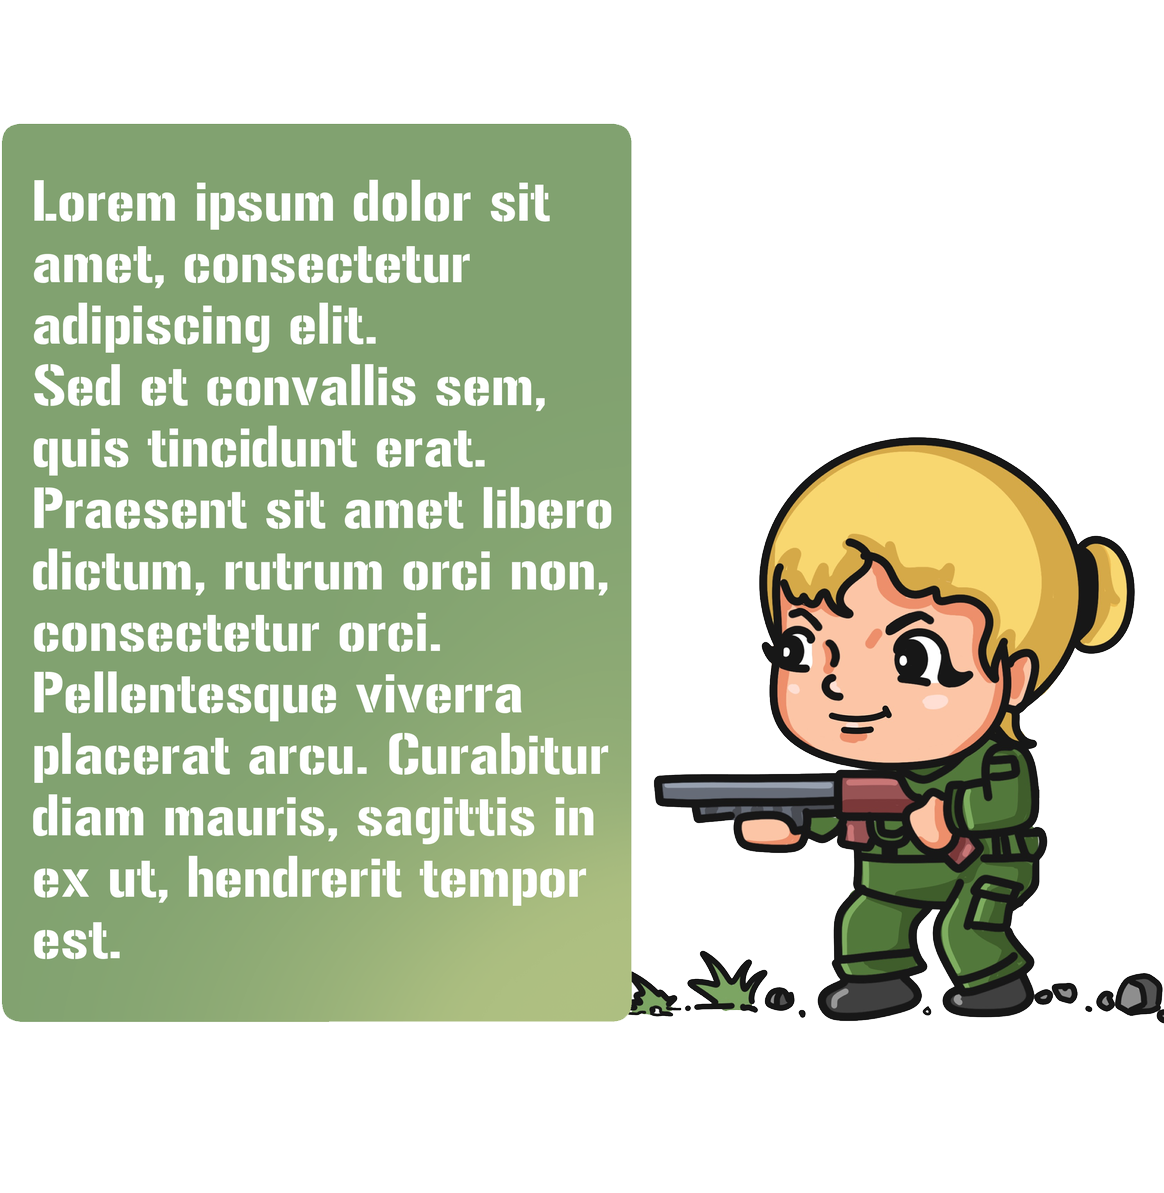 Lorem ipsum dolor sit
amet, consectetur
adipiscing elit.
Sed et convallis sem,
quis tincidunt erat.
Praesent sit amet libero
dictum, rutrum orci non,
consectetur orci.
Pellentesque viverra
placerat arcu. Curabitur
diam mauris, sagittis in
ex ut, hendrerit tempor
est.